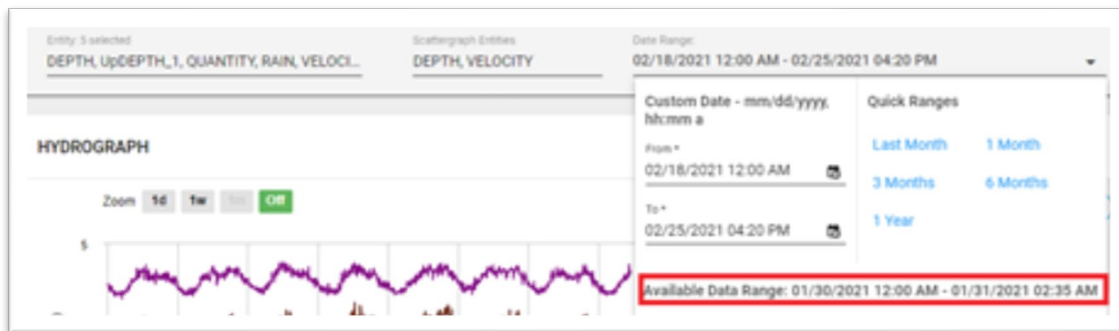 Entity: 5 selected
DEPTH, UpDEPTH_1, QUANTITY, RAIN, VELOCI...
Scattergraph Entities
DEPTH, VELOCITY
Date Range:
02/18/2021 12:00 AM - 02/25/2021 04:20 PM
HYDROGRAPH
Zoom 1d 1w Off
5
Custom Date - mm/dd/yyyy,
hh:mm a
From *
02/18/2021 12:00 AM
To *
02/25/2021 04:20 PM
Quick Ranges
Last Month 1 Month
3 Months 6 Months
1 Year
Available Data Range: 01/30/2021 12:00 AM - 01/31/2021 02:35 AM